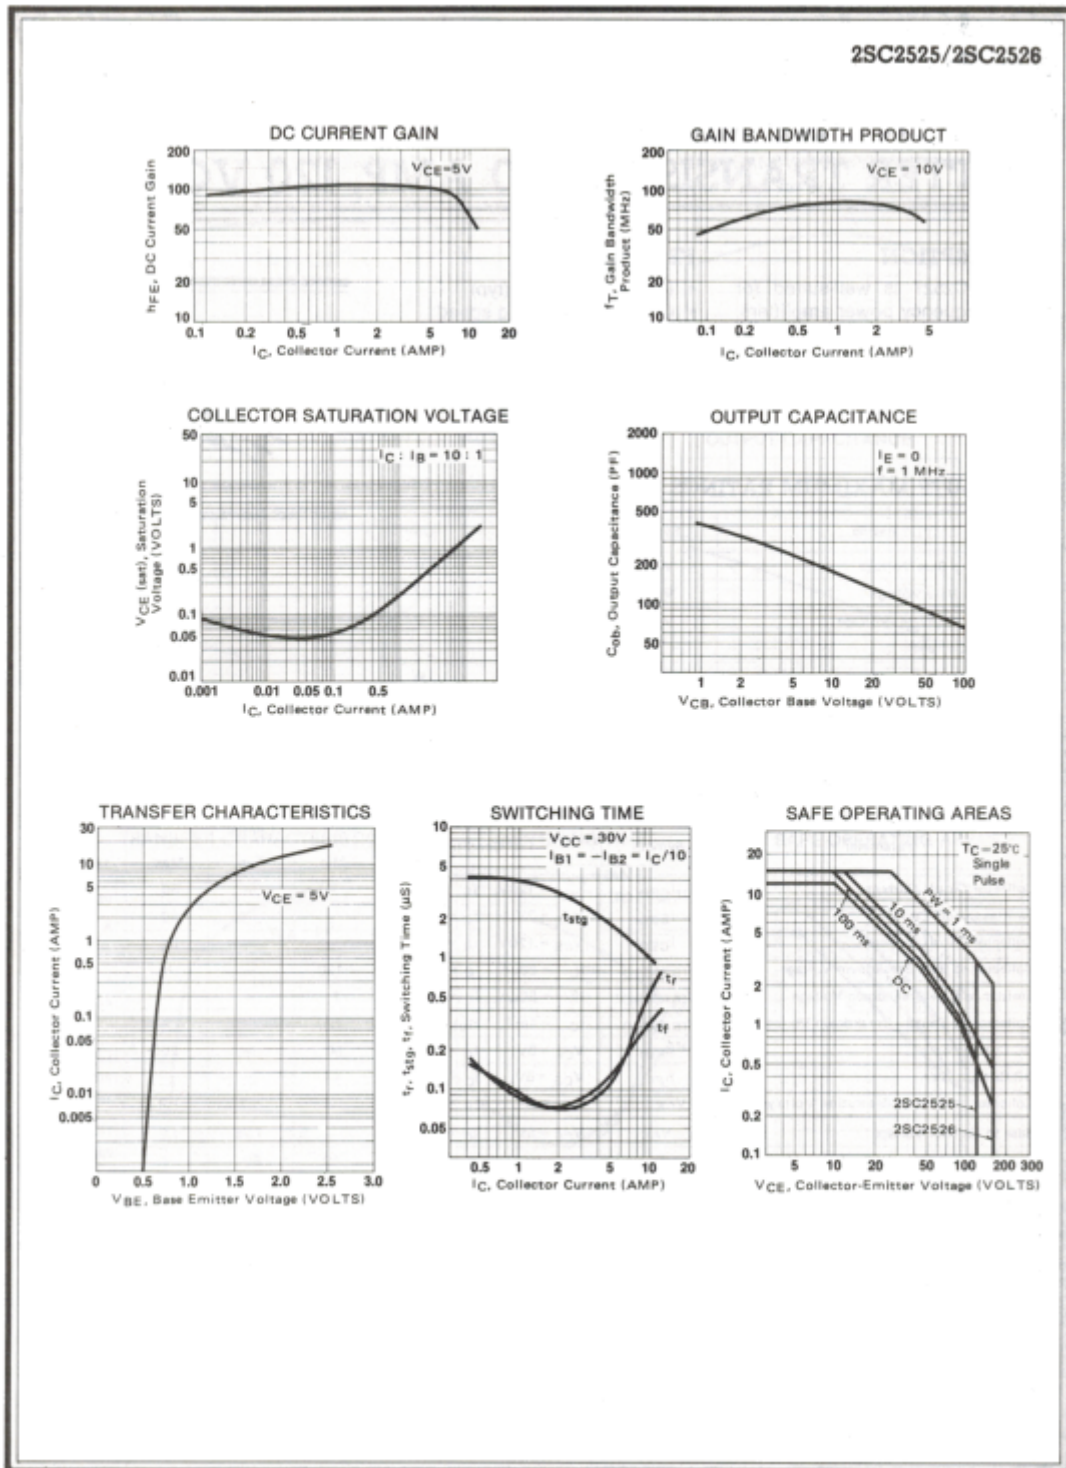 2SC2525/2SC2526
DC CURRENT GAIN
VCE=5V
hFE, DC Current Gain
200
100
50
20
10
0.1 0.2 0.5 1 2 5 10 20
IC, Collector Current (AMP)
GAIN BANDWIDTH PRODUCT
VCE = 10V
fT, Gain Bandwidth
Product (MHz)
200
100
50
20
10
0.1 0.2 0.5 1 2 5
IC, Collector Current (AMP)
COLLECTOR SATURATION VOLTAGE
IC : IB = 10 : 1
VCE (sat), Saturation
Voltage (VOLTS)
50
10
5
1
0.5
0.1
0.05
0.01
0.001 0.01 0.05 0.1 0.5
IC, Collector Current (AMP)
OUTPUT CAPACITANCE
IE = 0
f = 1 MHz
Cob, Output Capacitance (PF)
2000
1000
500
200
100
50
1 2 5 10 20 50 100
VCB, Collector Base Voltage (VOLTS)
TRANSFER CHARACTERISTICS
VCE = 5V
IC, Collector Current (AMP)
30
10
5
1
0.5
0.1
0.05
0.01
0.005
0 0.5 1.0 1.5 2.0 2.5 3.0
VBE, Base Emitter Voltage (VOLTS)
SWITCHING TIME
VCC = 30V
IB1 = -IB2 = IC/10
tr, tstg, tf, Switching Time (µS)
10
5
2
1
0.5
0.2
0.1
0.05
tstg
tr
tf
0.5 1 2 5 10 20
IC, Collector Current (AMP)
SAFE OPERATING AREAS
TC=25°C
Single
Pulse
IC, Collector Current (AMP)
20
10
5
2
1
0.5
0.2
0.1
PW = 1 ms
10 ms
100 ms
DC
2SC2525
2SC2526
5 10 20 50 100 200 300
VCE, Collector-Emitter Voltage (VOLTS)